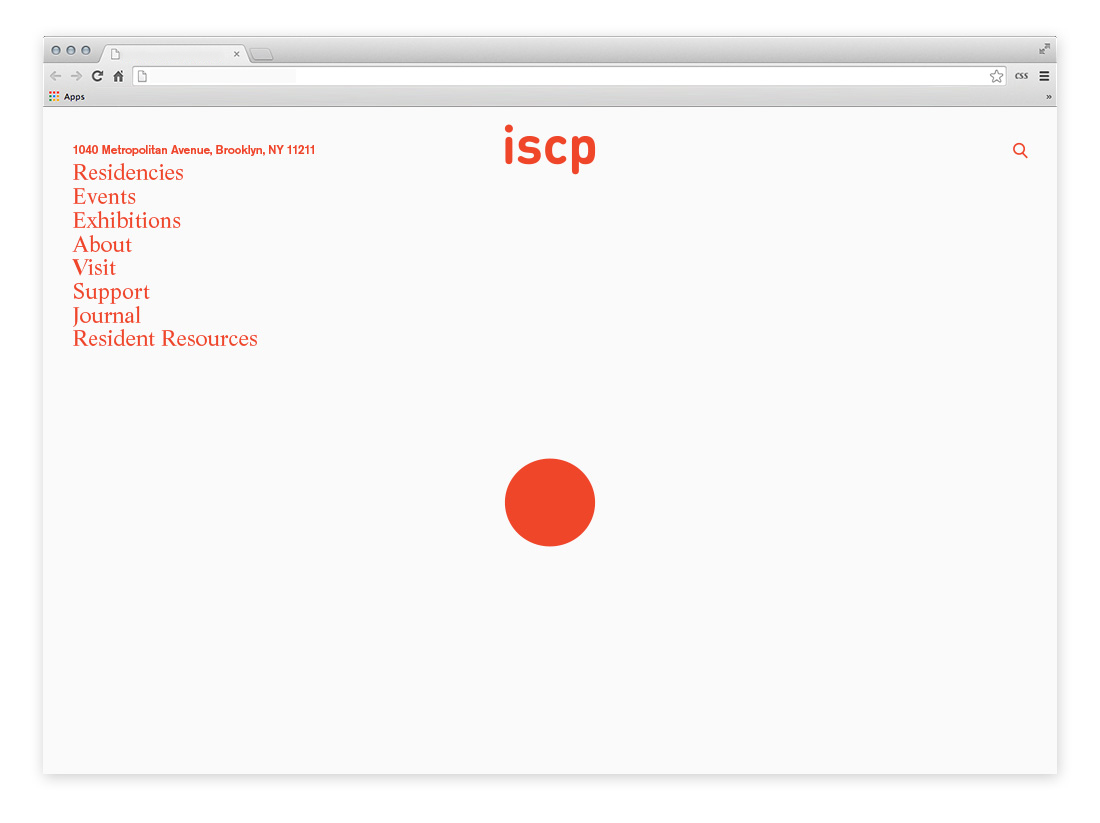 CSS
Apps
»
iscp
1040 Metropolitan Avenue, Brooklyn, NY 11211
Residencies
Events
Exhibitions
About
Visit
Support
Journal
Resident Resources